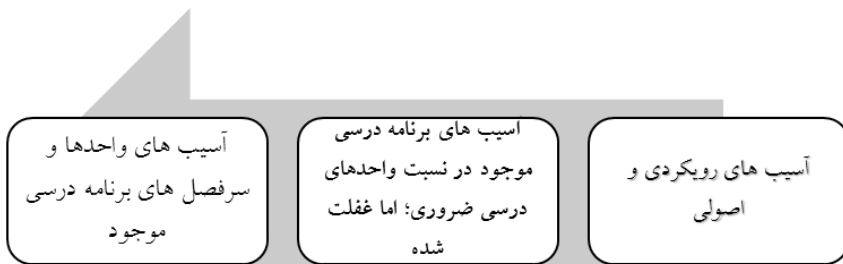 آسیب های رویکردی و
اصولی
آسیب های برنامه درسی
موجود در نسبت واحدهای
درسی ضروری؛ اما غفلت
شده
آسیب های واحدها و
سرفصل های برنامه درسی
موجود